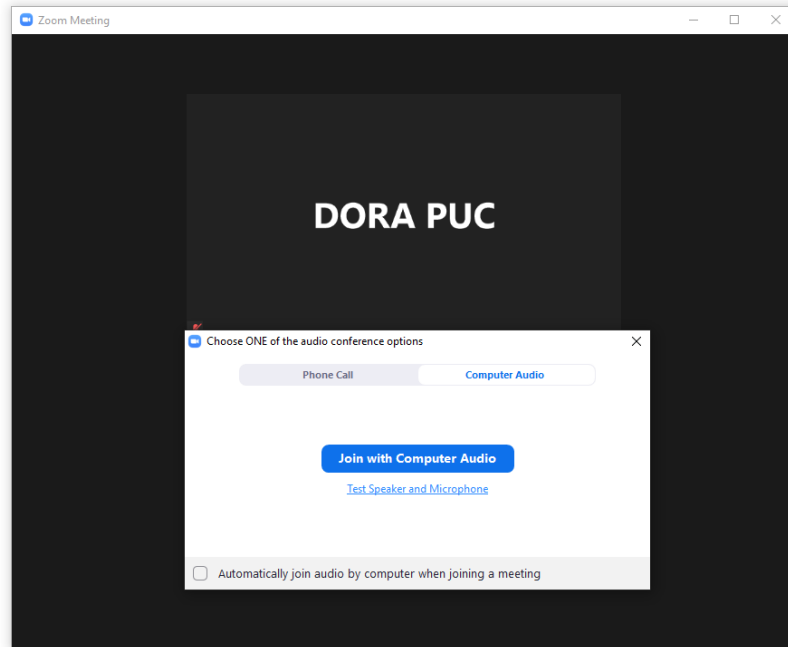 Zoom Meeting
DORA PUC
Choose ONE of the audio conference options
Phone Call
Computer Audio
Join with Computer Audio
Test Speaker and Microphone
Automatically join audio by computer when joining a meeting